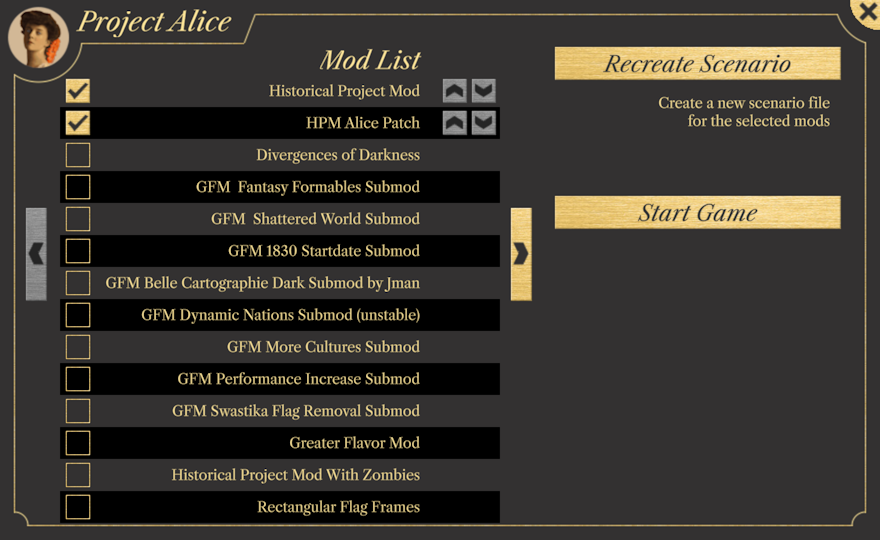 Project Alice
Mod List
Historical Project Mod
HPM Alice Patch
Divergences of Darkness
GFM  Fantasy Formables Submod
GFM  Shattered World Submod
GFM 1830 Startdate Submod
GFM Belle Cartographie Dark Submod by Jman
GFM Dynamic Nations Submod (unstable)
GFM More Cultures Submod
GFM Performance Increase Submod
GFM Swastika Flag Removal Submod
Greater Flavor Mod
Historical Project Mod With Zombies
Rectangular Flag Frames
Recreate Scenario
Create a new scenario file
for the selected mods
Start Game